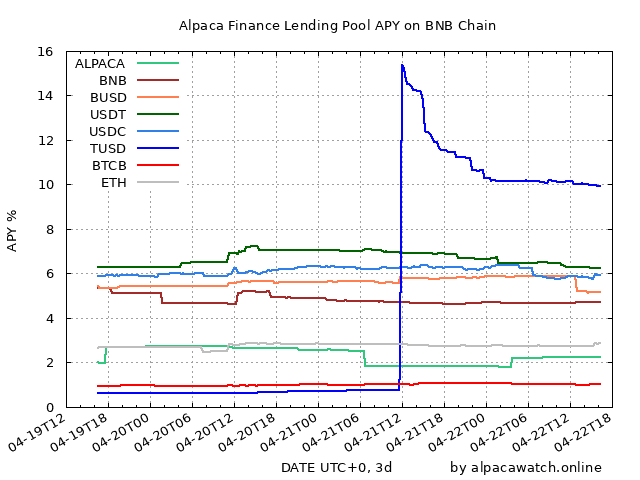 Alpaca Finance Lending Pool APY on BNB Chain
APY %
16
14
12
10
8
6
4
2
0
ALPACA
BNB
BUSD
USDT
USDC
TUSD
BTCB
ETH
04-19T12
04-19T18
04-20T00
04-20T06
04-20T12
04-20T18
04-21T00
04-21T06
04-21T12
04-21T18
04-22T00
04-22T06
04-22T12
04-22T18
DATE UTC+0, 3d
by alpacawatch.online